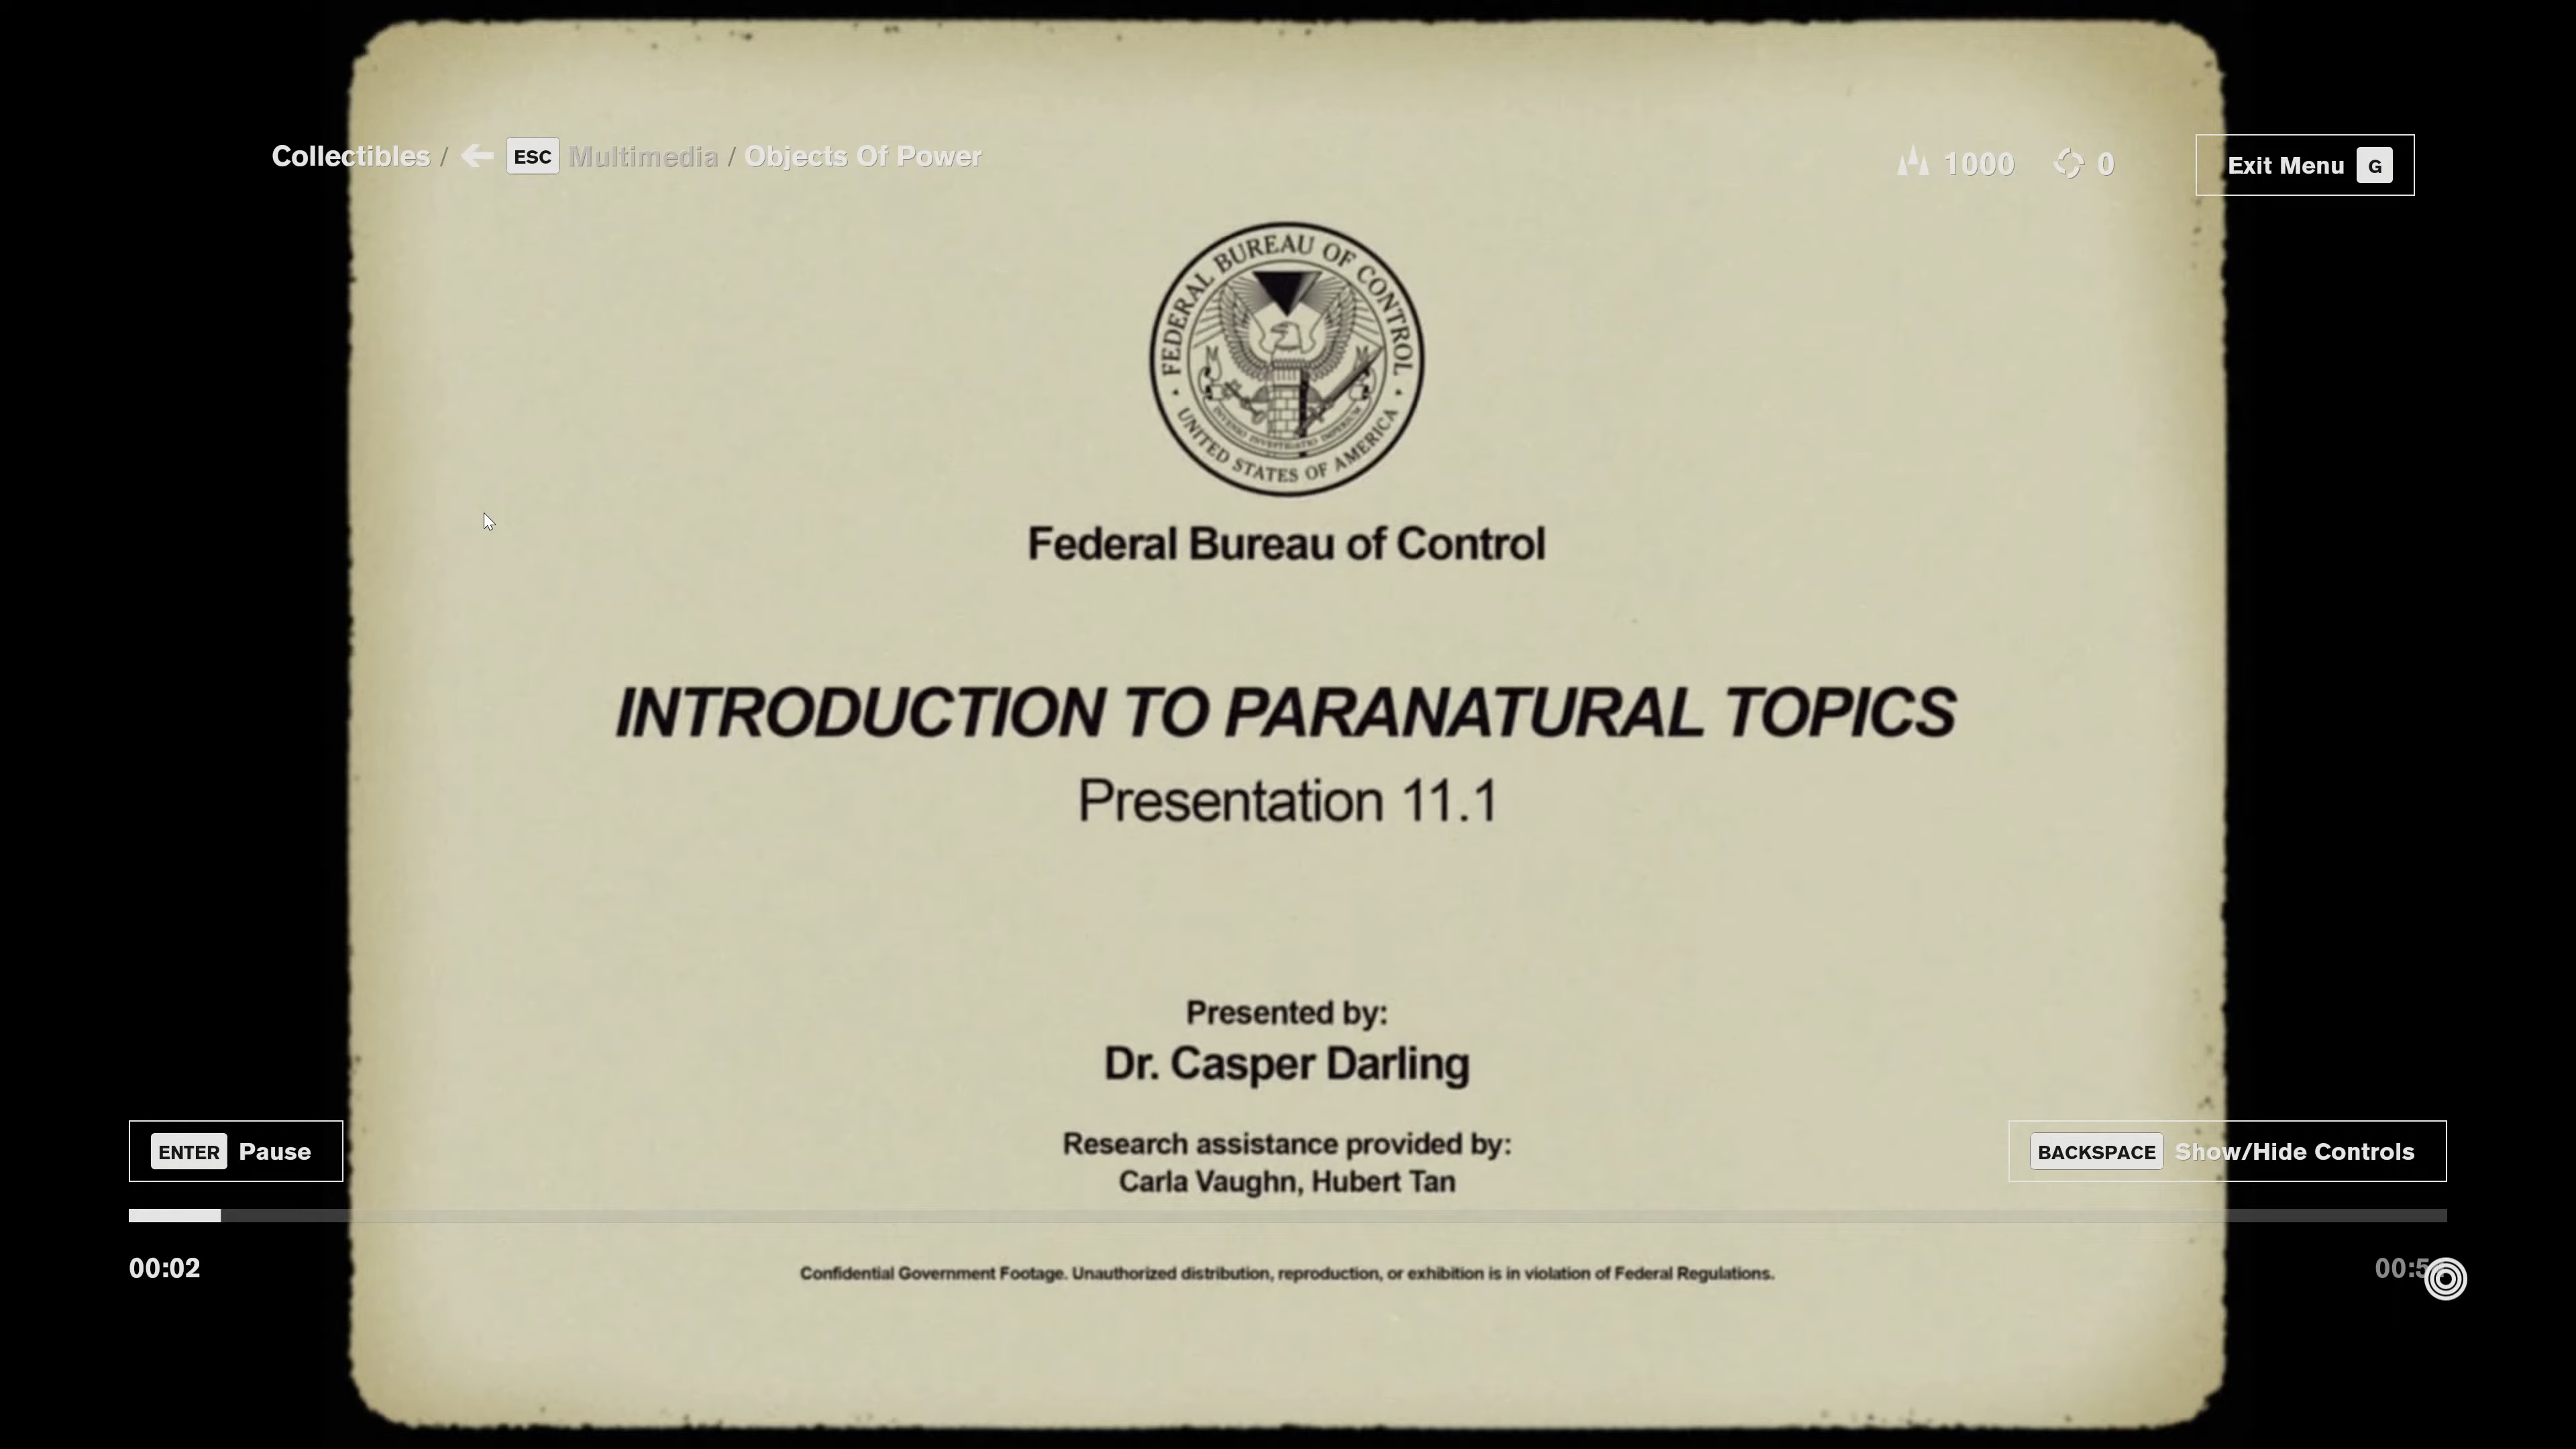 Collectibles / ESC Multimedia / Objects Of Power
1000
0
Exit Menu G
FEDERAL BUREAU OF CONTROL
INVENIO INVESTIGATIO IMPERIUM
UNITED STATES OF AMERICA
Federal Bureau of Control
INTRODUCTION TO PARANATURAL TOPICS
Presentation 11.1
Presented by:
Dr. Casper Darling
ENTER Pause
Research assistance provided by:
BACKSPACE Show/Hide Controls
Carla Vaughn, Hubert Tan
00:02
Confidential Government Footage. Unauthorized distribution, reproduction, or exhibition is in violation of Federal Regulations.